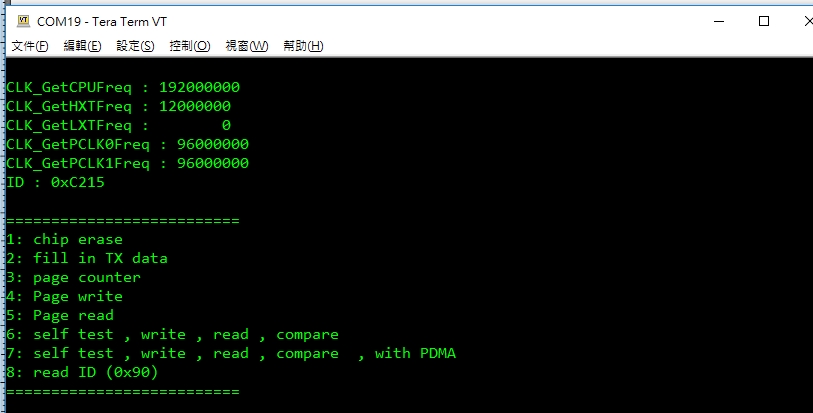 COM19 - Tera Term VT
文件(F) 編輯(E) 設定(S) 控制(O) 視窗(W) 幫助(H)
CLK_GetCPUFreq : 192000000
CLK_GetHXTFreq : 12000000
CLK_GetLXTFreq :        0
CLK_GetPCLK0Freq : 96000000
CLK_GetPCLK1Freq : 96000000
ID : 0xC215
==========================
1: chip erase
2: fill in TX data
3: page counter
4: Page write
5: Page read
6: self test , write , read , compare
7: self test , write , read , compare  , with PDMA
8: read ID (0x90)
==========================